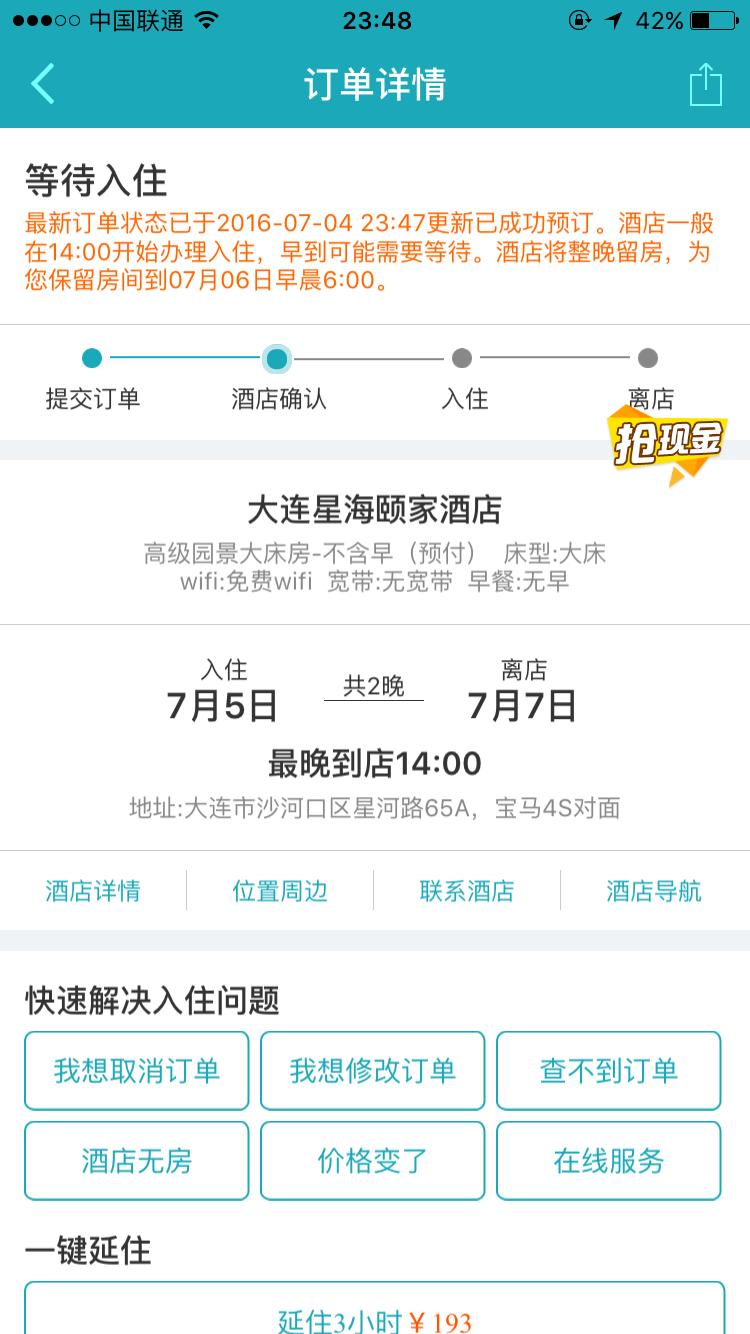 中国联通 23:48 42%
订单详情
等待入住
最新订单状态已于2016-07-04 23:47更新已成功预订。酒店一般
在14:00开始办理入住，早到可能需要等待。酒店将整晚留房，为
您保留房间到07月06日早晨6:00。
提交订单 酒店确认 入住 离店
抢现金
大连星海颐家酒店
高级园景大床房-不含早（预付） 床型:大床
wifi:免费wifi 宽带:无宽带 早餐:无早
入住 共2晚 离店
7月5日 7月7日
最晚到店14:00
地址:大连市沙河口区星河路65A，宝马4S对面
酒店详情 位置周边 联系酒店 酒店导航
快速解决入住问题
我想取消订单 我想修改订单 查不到订单
酒店无房 价格变了 在线服务
一键延住
延住3小时￥193